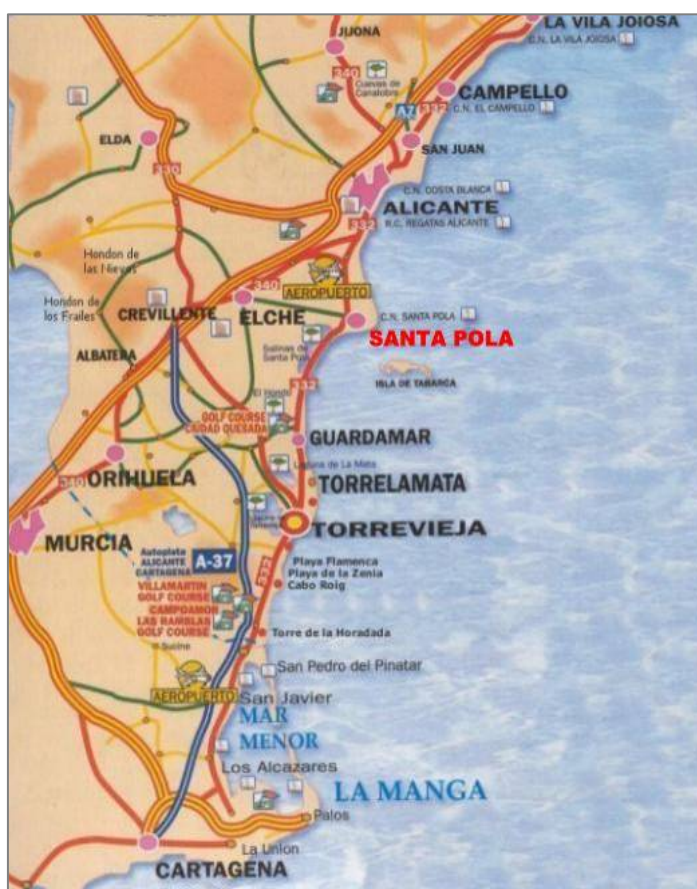 LA VILA JOIOSA
C.N. LA VILA JOIOSA
JIJONA
340
Cuevas de
Canalobre
CAMPELLO
A7
332
C.N. EL CAMPELLO
ELDA
SAN JUAN
330
C.N. COSTA BLANCA
ALICANTE
R.C. REGATAS ALICANTE
332
Hondon de
las Nieves
340
AEROPUERTO
Hondon de
los Frailes
CREVILLENTE
ELCHE
C.N. SANTA POLA
SANTA POLA
Salinas de
Santa Pola
ALBATERA
ISLA DE TABARCA
332
El Hondo
GOLF COURSE
CIUDAD QUESADA
GUARDAMAR
Laguna de La Mata
ORIHUELA
340
TORRELAMATA
TORREVIEJA
MURCIA
Autopista
ALICANTE
CARTAGENA
A-37
332
Playa Flamenca
Playa de la Zenia
Cabo Roig
VILLAMARTIN
GOLF COURSE
CAMPOAMOR
LAS RAMBLAS
GOLF COURSE
Torre de la Horadada
Sucine
San Pedro del Pinatar
AEROPUERTO
San Javier
MAR
MENOR
Los Alcazares
LA MANGA
Palos
La Union
CARTAGENA